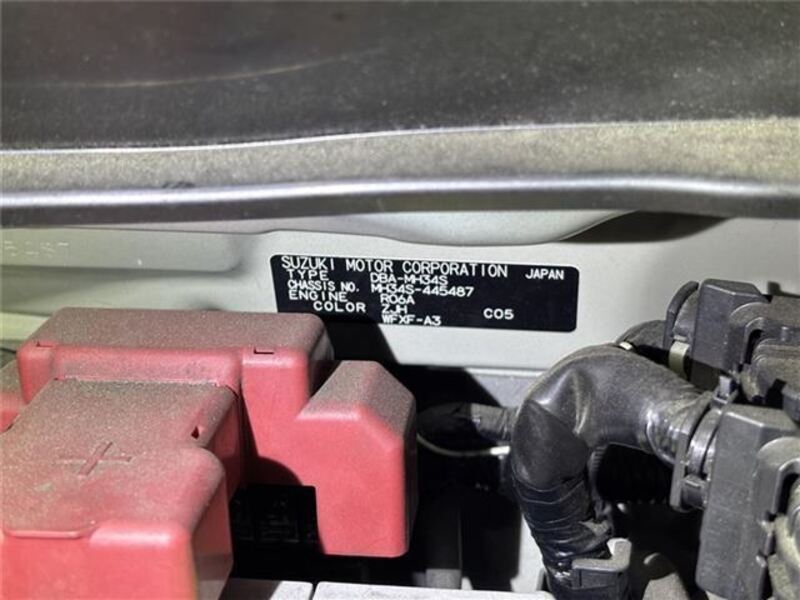 SUZUKI MOTOR CORPORATION JAPAN
TYPE DBA-MH34S
CHASSIS NO. MH34S-445487
ENGINE R06A
COLOR ZJH C05
WFXF-A3